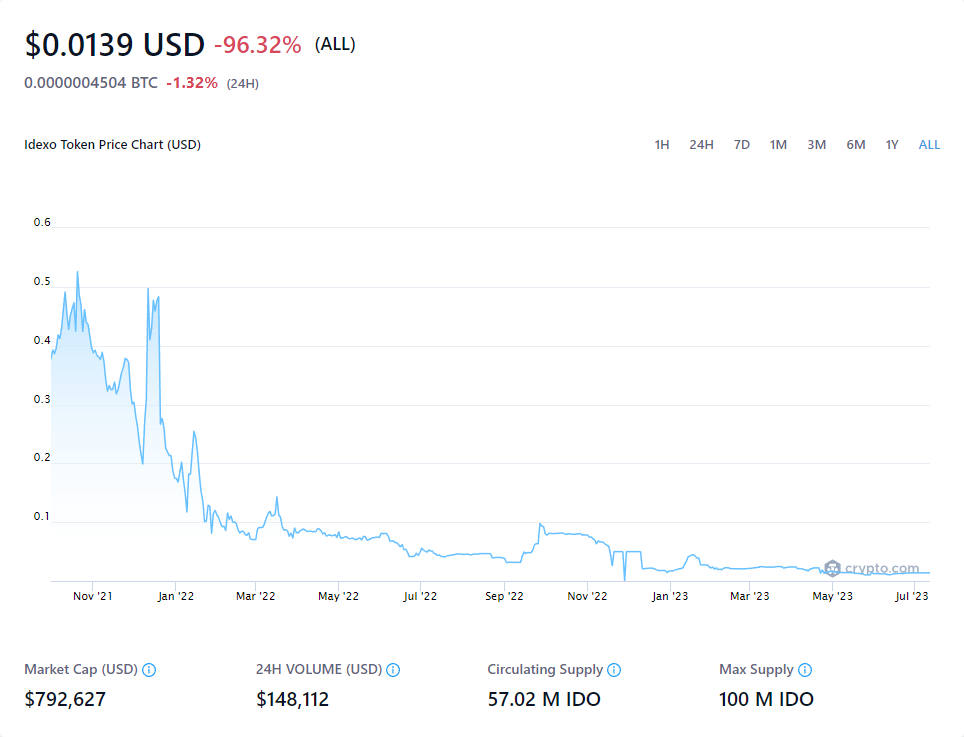 $0.0139 USD -96.32% (ALL)
0.0000004504 BTC -1.32% (24H)
Idexo Token Price Chart (USD) 1H 24H 7D 1M 3M 6M 1Y ALL
0.6
0.5
0.4
0.3
0.2
0.1
crypto.com
Nov '21 Jan '22 Mar '22 May '22 Jul '22 Sep '22 Nov '22 Jan '23 Mar '23 May '23 Jul '23
Market Cap (USD) 24H VOLUME (USD) Circulating Supply Max Supply
$792,627 $148,112 57.02 M IDO 100 M IDO